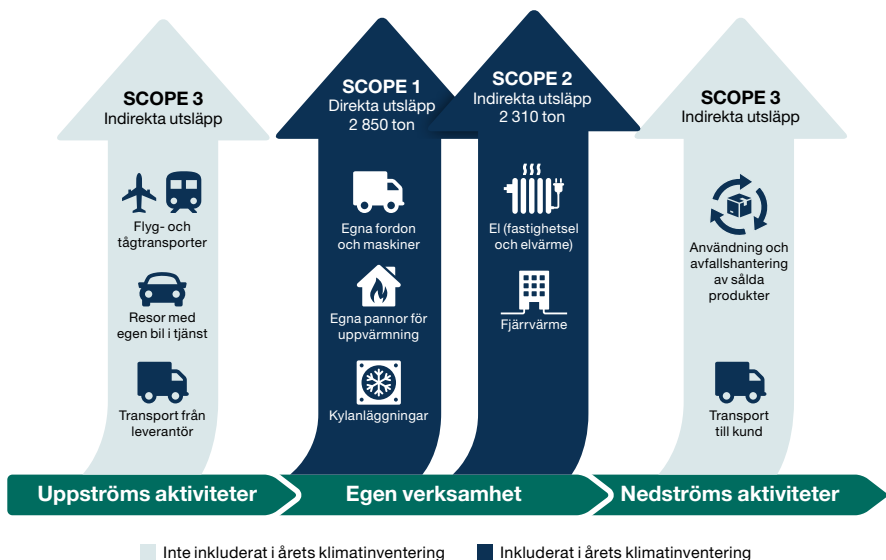 SCOPE 3
Indirekta utsläpp
Flyg- och
tågtransporter
Resor med
egen bil i tjänst
Transport från
leverantör
SCOPE 1
Direkta utsläpp
2 850 ton
Egna fordon
och maskiner
Egna pannor för
uppvärmning
Kylanläggningar
SCOPE 2
Indirekta utsläpp
2 310 ton
El (fastighetsel
och elvärme)
Fjärrvärme
SCOPE 3
Indirekta utsläpp
Användning och
avfallshantering
av sålda
produkter
Transport
till kund
Uppströms aktiviteter
Egen verksamhet
Nedströms aktiviteter
Inte inkluderat i årets klimatinventering
Inkluderat i årets klimatinventering